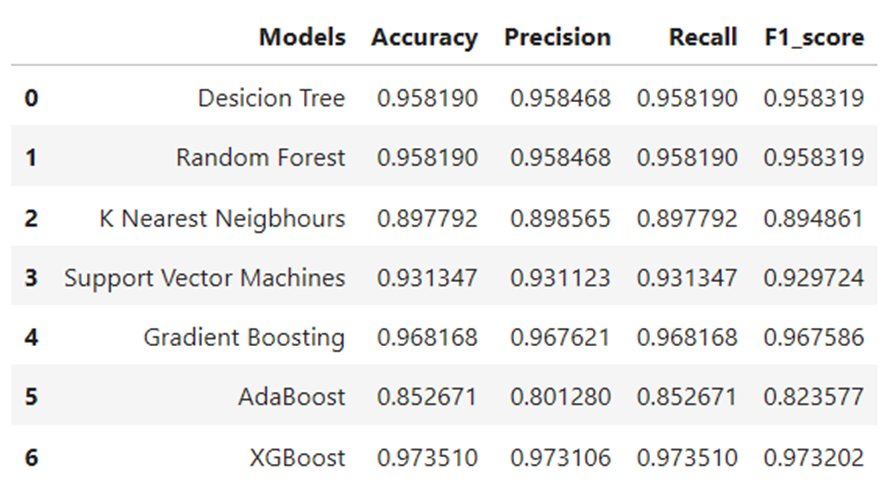 Models Accuracy Precision Recall F1_score
0 Desicion Tree 0.958190 0.958468 0.958190 0.958319
1 Random Forest 0.958190 0.958468 0.958190 0.958319
2 K Nearest Neigbhours 0.897792 0.898565 0.897792 0.894861
3 Support Vector Machines 0.931347 0.931123 0.931347 0.929724
4 Gradient Boosting 0.968168 0.967621 0.968168 0.967586
5 AdaBoost 0.852671 0.801280 0.852671 0.823577
6 XGBoost 0.973510 0.973106 0.973510 0.973202